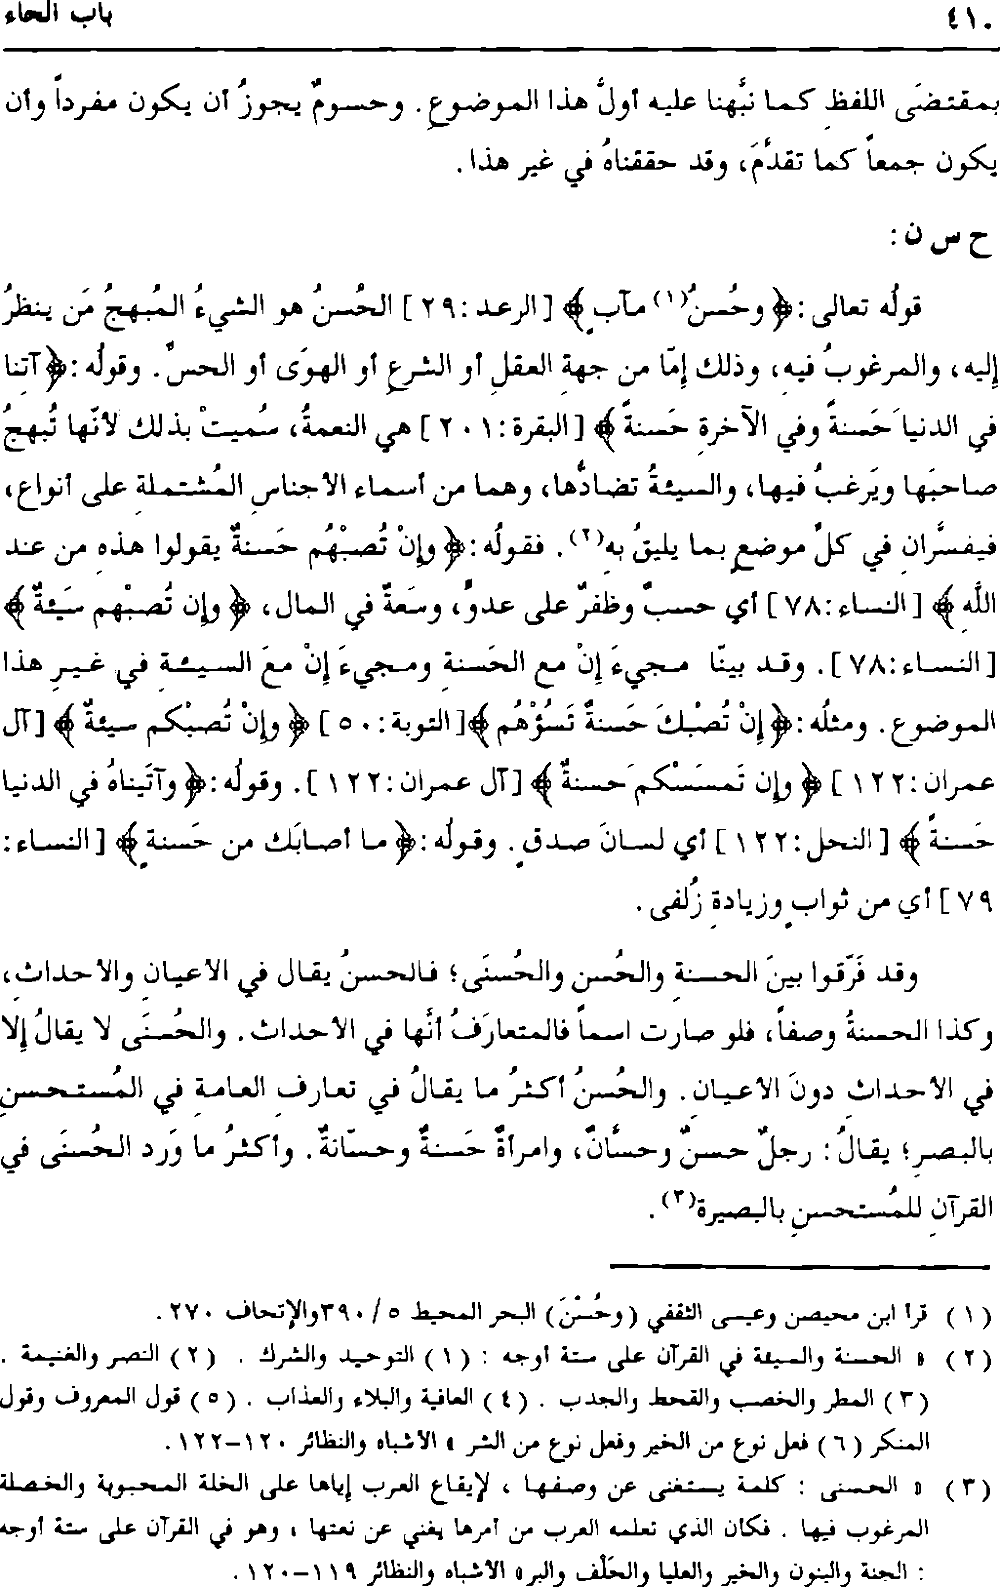 ٤١٠ باب الحاء
بمقتضَى اللفظِ كما نبَّهنا عليه أولُ هذا الموضوعِ. وحسومٌ يجوزُ أن يكون مفرداً وأن
يكون جمعاً كما تقدَّمَ، وقد حققناهُ في غير هذا.
ح س ن:
قولُه تعالى: ﴿وحُسنُ(١) مآبٍ﴾ [الرعد: ٢٩] الحُسنُ هو الشيءُ المُبهجُ مَن ينظرُ
إليه، والمرغوبُ فيه، وذلك إِمّا من جهةِ العقلِ أو الشرعِ أو الهوَى أو الحسِّ. وقولُه: ﴿آتنا
في الدنياَ حَسنةً وفي الآخرةِ حَسنةً﴾ [البقرة: ٢٠١] هي النعمةُ، سُميتْ بذلك لأنّها تُبهجُ
صاحبَها ويَرغبُ فيها، والسيئةُ تضادُّها، وهما من أسماء الأجناسِ المُشتملةِ على أنواع،
فيفسَّرانِ في كلِّ موضعٍ بما يليقُ بهِ(٢). فقولُه: ﴿وإِنْ تُصبْهُم حَسنةٌ يقولوا هذهِ من عند
اللَّهِ﴾ [النساء: ٧٨] أي حسبٌ وظفرٌ على عدوٍّ، وسَعةٌ في المال، ﴿وإن تُصبْهم سَيئةٌ﴾
[النساء: ٧٨]. وقد بينّا مجيءَ إِنْ مع الحَسنةِ ومجيءَ إِنْ معَ السيئةِ في غيرِ هذا
الموضوع. ومثلُه: ﴿إِنْ تُصبْكَ حَسنةٌ تَسُؤْهُم﴾ [التوبة: ٥٠] ﴿وإِنْ تُصبْكم سيئةٌ﴾ [آل
عمران: ١٢٢] ﴿وإن تَمسَسْكمَ حسنةٌ﴾ [آل عمران: ١٢٢]. وقولُه: ﴿وآتَيناهُ في الدنيا
حَسنةً﴾ [النحل: ١٢٢] أي لسانَ صدقٍ. وقولُه: ﴿ما أصابَك من حَسنةٍ﴾ [النساء:
٧٩] أي من ثوابٍ وزيادةِ زُلفى.
وقد فَرّقوا بينَ الحسنةِ والحُسنِ والحُسنَى؛ فالحسنُ يقال في الأعيانِ والأحداثِ،
وكذا الحسنةُ وصفاً، فلو صارت اسماً فالمتعارَفُ أنَّها في الأحداث. والحُسنَى لا يقالُ إِلا
في الأحداثِ دونَ الأعيانِ. والحُسنُ أكثرُ ما يقالُ في تعارفِ العامةِ في المُستحسنِ
بالبصرِ؛ يقالُ: رجلٌ حسنٌ وحسَّانٌ، وامرأةٌ حَسنةٌ وحسّانةٌ. وأكثرُ ما وَرد الحُسنَى في
القرآنِ للمُستحسنِ بالبصيرة(٣).
(١) قرأ ابن محيصن وعيسى الثقفي (وحُسْنَ) البحر المحيط ٥/ ٣٩٠ والإتحاف ٢٧٠.
(٢) « الحسنة والسيئة في القرآن على ستة أوجه : (١) التوحيد والشرك . (٢) النصر والغنيمة .
(٣) المطر والخصب والقحط والجدب . (٤) العافية والبلاء والعذاب . (٥) قول المعروف وقول
المنكر (٦) فعل نوع من الخير وفعل نوع من الشر » الأشباه والنظائر ١٢٠-١٢٢.
(٣) « الحسنى : كلمة يستغنى عن وصفها ، لإيقاع العرب إياها على الخلة المحبوبة والخصلة
المرغوب فيها . فكان الذي تعلمه العرب من أمرها يغني عن نعتها ، وهو في القرآن على ستة أوجه
: الجنة والبنون والخير والعليا والحَلْف والبر» الأشباه والنظائر ١١٩-١٢٠.